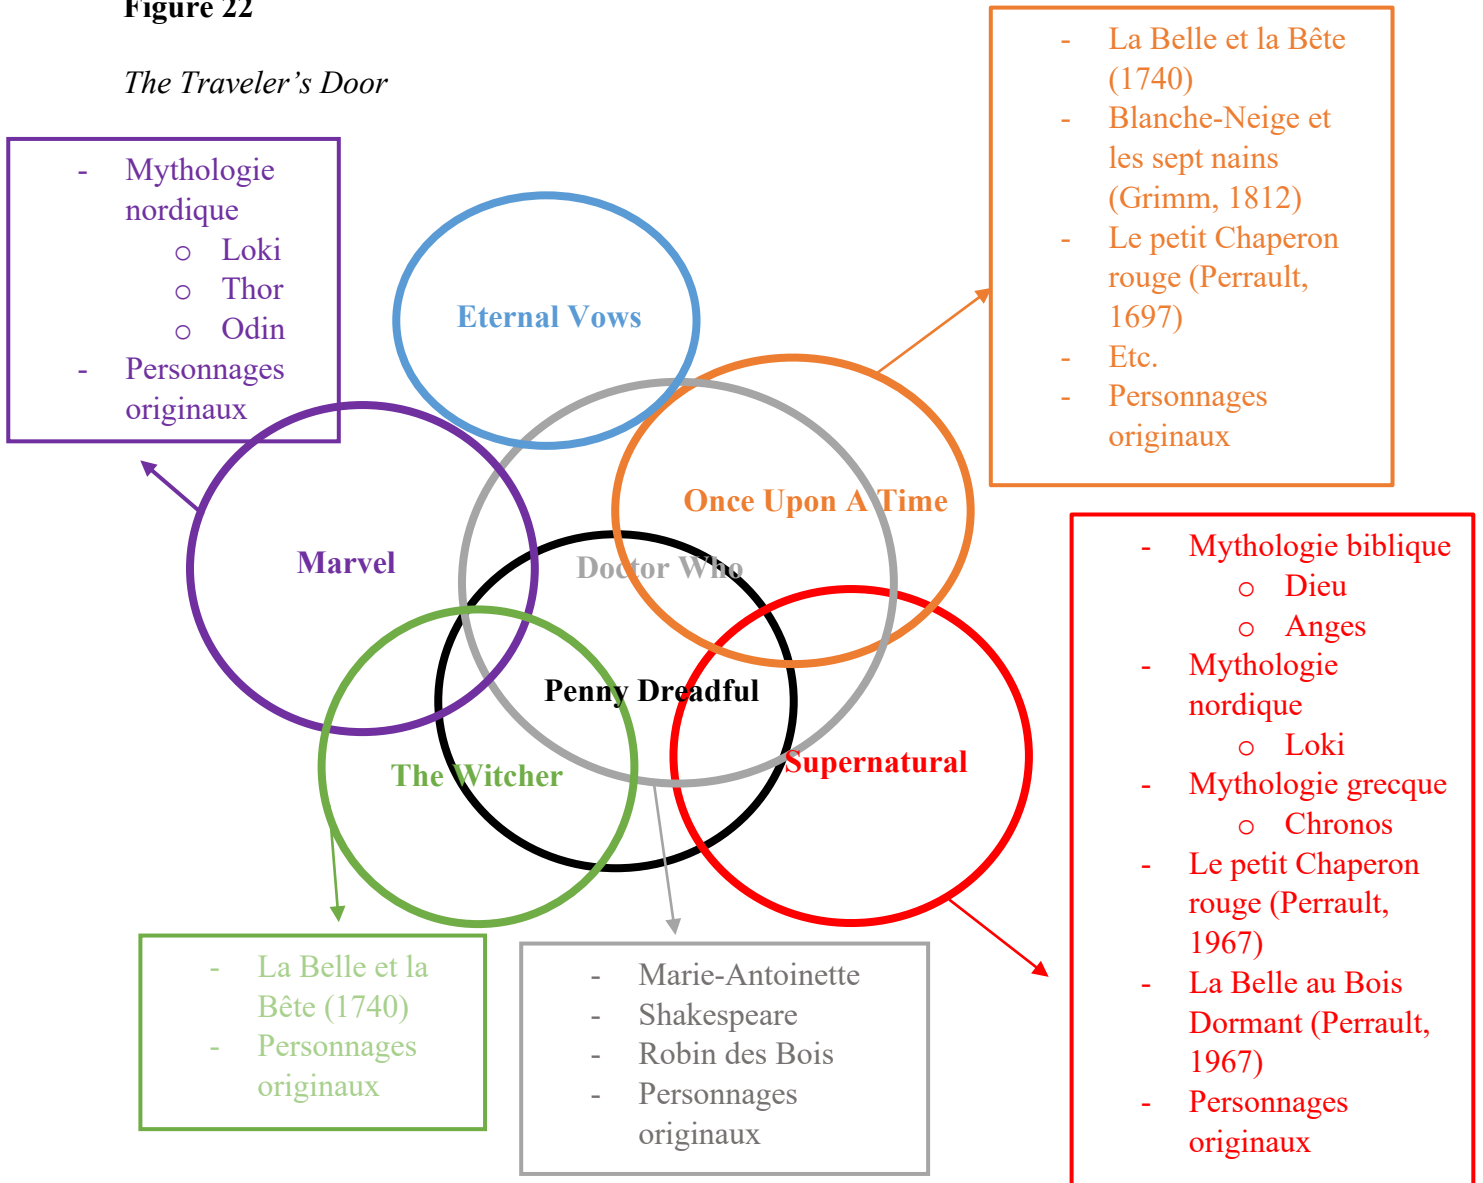 Figure 22
The Traveler’s Door
- Mythologie
nordique
o Loki
o Thor
o Odin
- Personnages
originaux
- La Belle et la Bête
(1740)
- Blanche-Neige et
les sept nains
(Grimm, 1812)
- Le petit Chaperon
rouge (Perrault,
1697)
- Etc.
- Personnages
originaux
Eternal Vows
Once Upon A Time
Marvel
Doctor Who
Penny Dreadful
The Witcher
Supernatural
- Mythologie biblique
o Dieu
o Anges
- Mythologie
nordique
o Loki
- Mythologie grecque
o Chronos
- Le petit Chaperon
rouge (Perrault,
1967)
- La Belle au Bois
Dormant (Perrault,
1967)
- Personnages
originaux
- La Belle et la
Bête (1740)
- Personnages
originaux
- Marie-Antoinette
- Shakespeare
- Robin des Bois
- Personnages
originaux